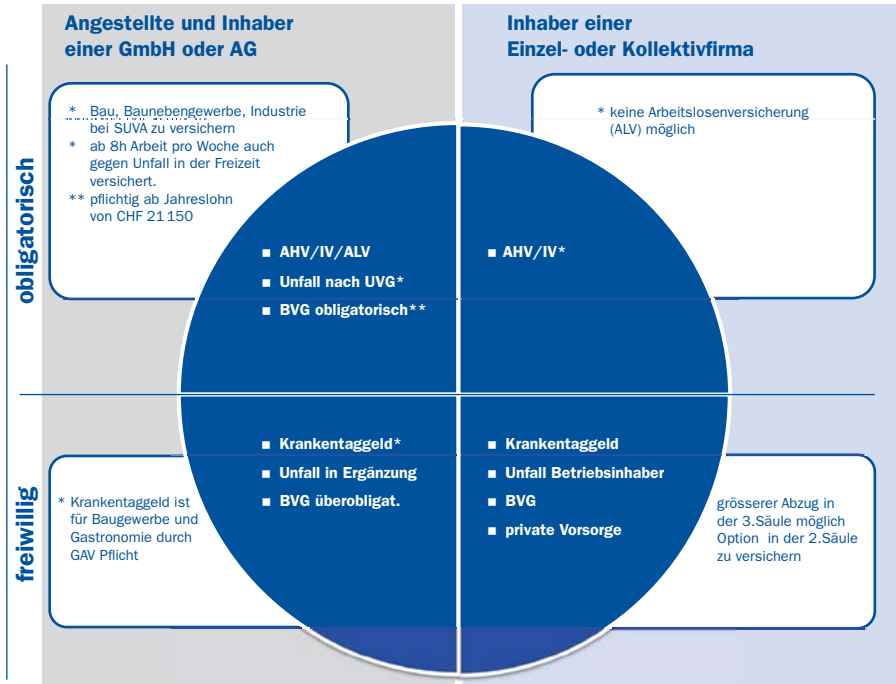 Angestellte und Inhaber
einer GmbH oder AG
Inhaber einer
Einzel- oder Kollektivfirma
obligatorisch
* Bau, Baunebengewerbe, Industrie
bei SUVA zu versichern
* ab 8h Arbeit pro Woche auch
gegen Unfall in der Freizeit
versichert.
** pflichtig ab Jahreslohn
von CHF 21 150
* keine Arbeitslosenversicherung
(ALV) möglich
■ AHV/IV/ALV
■ Unfall nach UVG*
■ BVG obligatorisch**
■ AHV/IV*
freiwillig
■ Krankentaggeld*
■ Unfall in Ergänzung
■ BVG überobligat.
■ Krankentaggeld
■ Unfall Betriebsinhaber
■ BVG
■ private Vorsorge
* Krankentaggeld ist
für Baugewerbe und
Gastronomie durch
GAV Pflicht
grösserer Abzug in
der 3.Säule möglich
Option in der 2.Säule
zu versichern